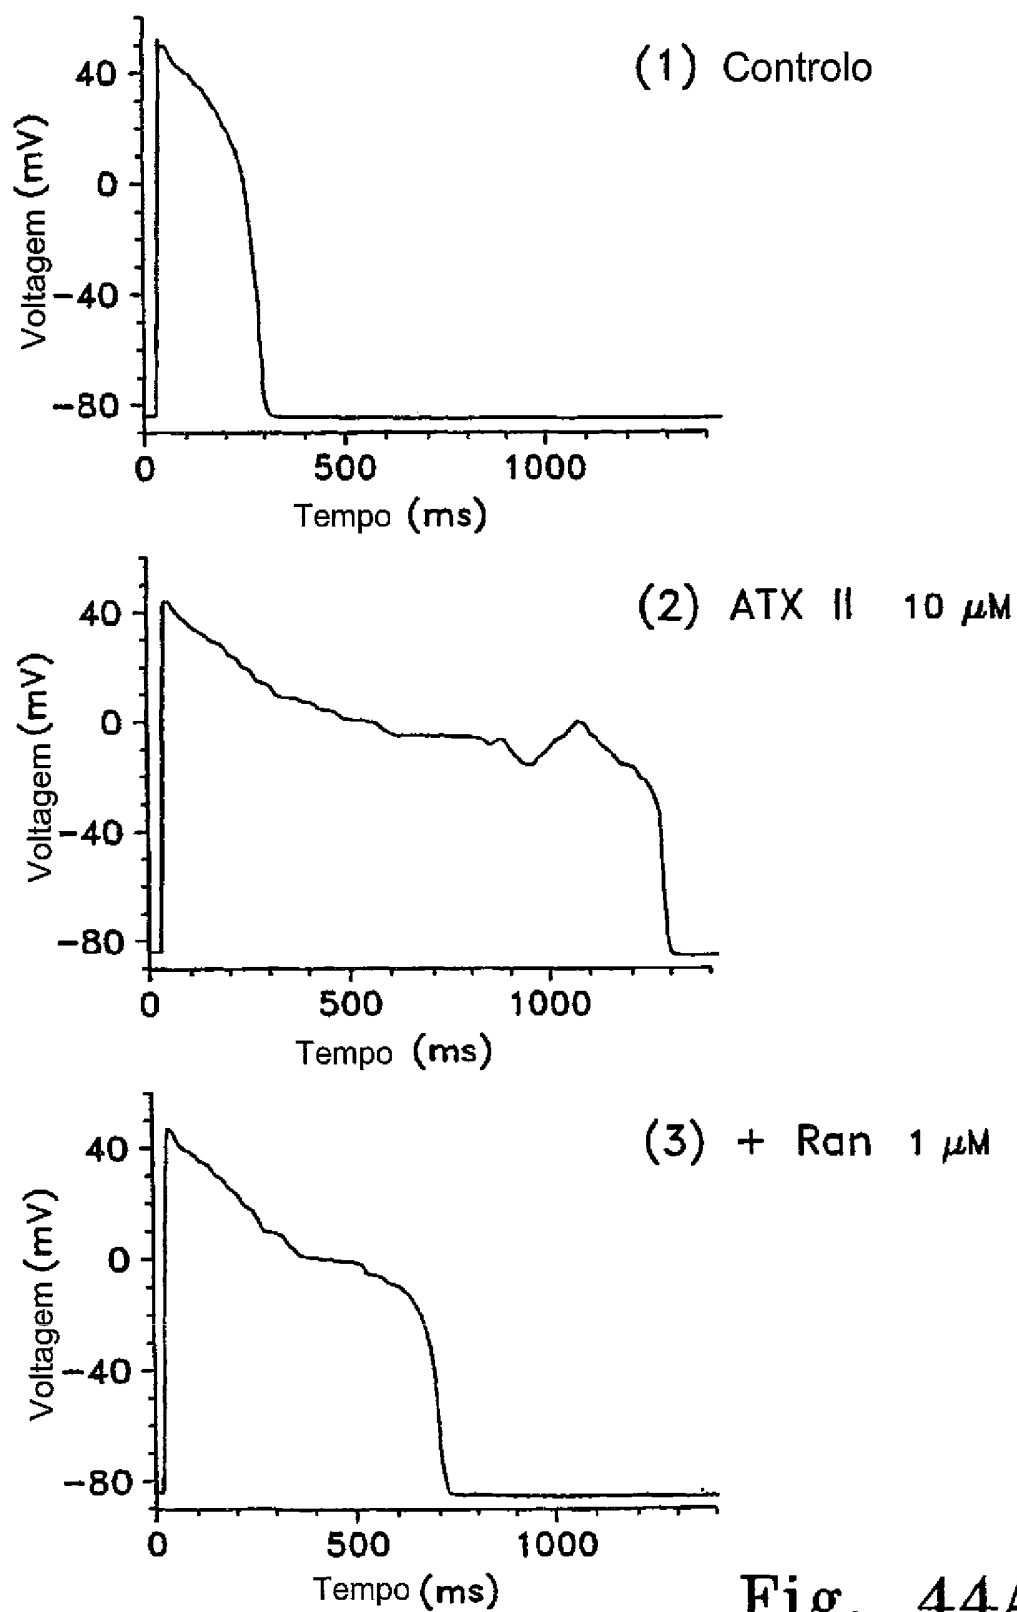 (1) Controlo
Voltagem (mV)
40
0
−40
−80
0 500 1000
Tempo (ms)
(2) ATX II 10 μM
Voltagem (mV)
40
0
−40
−80
0 500 1000
Tempo (ms)
(3) + Ran 1 μM
Voltagem (mV)
40
0
−40
−80
0 500 1000
Tempo (ms)
Fig. 44A